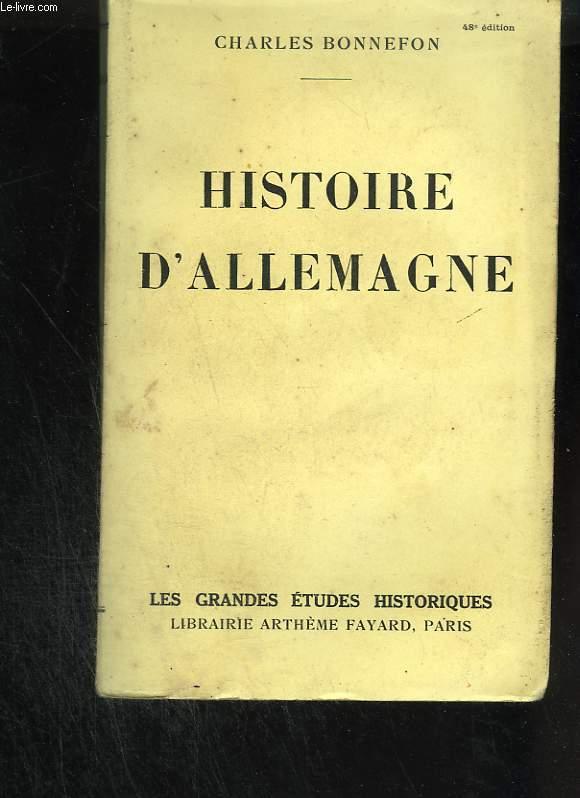 Le-livre.com
48e édition
CHARLES BONNEFON
HISTOIRE
D'ALLEMAGNE
LES GRANDES ÉTUDES HISTORIQUES
LIBRAIRIE ARTHÈME FAYARD, PARIS